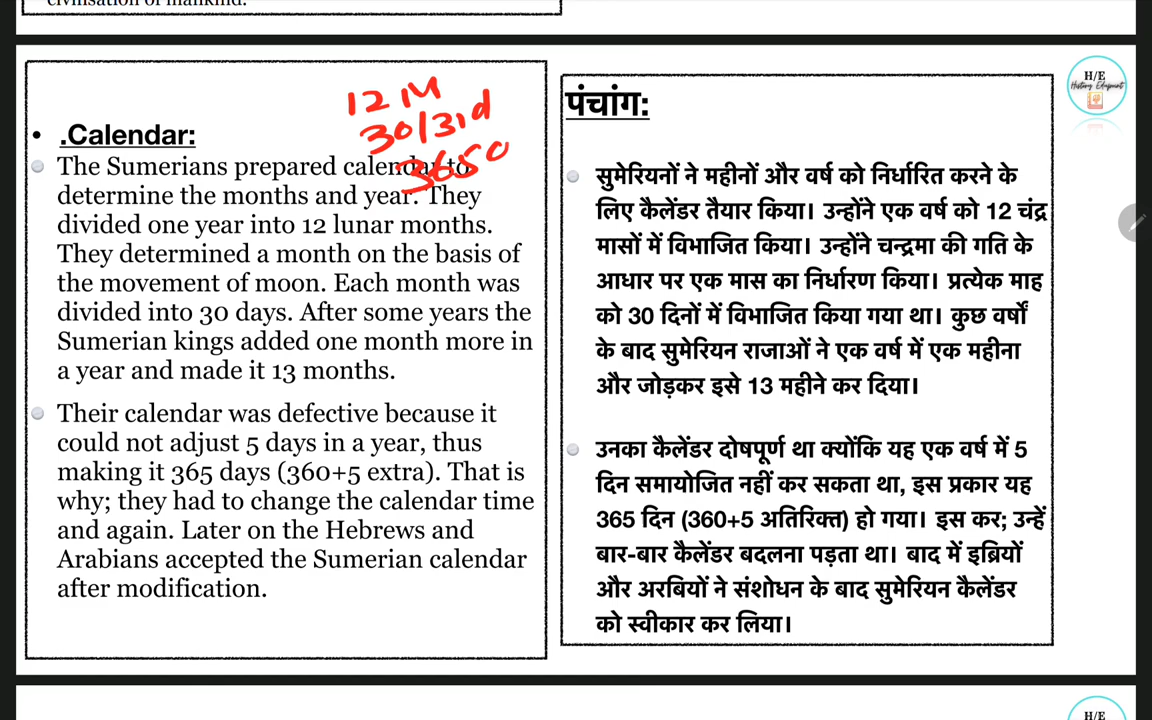 civilisation of mankind.
12 M
30/31d
3650
• .Calendar:
The Sumerians prepared calendar to
determine the months and year. They
divided one year into 12 lunar months.
They determined a month on the basis of
the movement of moon. Each month was
divided into 30 days. After some years the
Sumerian kings added one month more in
a year and made it 13 months.
Their calendar was defective because it
could not adjust 5 days in a year, thus
making it 365 days (360+5 extra). That is
why; they had to change the calendar time
and again. Later on the Hebrews and
Arabians accepted the Sumerian calendar
after modification.
H/E
History Edupoint
पंचांग:
सुमेरियनों ने महीनों और वर्ष को निर्धारित करने के
लिए कैलेंडर तैयार किया। उन्होंने एक वर्ष को 12 चंद्र
मासों में विभाजित किया। उन्होंने चन्द्रमा की गति के
आधार पर एक मास का निर्धारण किया। प्रत्येक माह
को 30 दिनों में विभाजित किया गया था। कुछ वर्षों
के बाद सुमेरियन राजाओं ने एक वर्ष में एक महीना
और जोड़कर इसे 13 महीने कर दिया।
उनका कैलेंडर दोषपूर्ण था क्योंकि यह एक वर्ष में 5
दिन समायोजित नहीं कर सकता था, इस प्रकार यह
365 दिन (360+5 अतिरिक्त) हो गया। इस कर; उन्हें
बार-बार कैलेंडर बदलना पड़ता था। बाद में इब्रियों
और अरबियों ने संशोधन के बाद सुमेरियन कैलेंडर
को स्वीकार कर लिया।
H/E